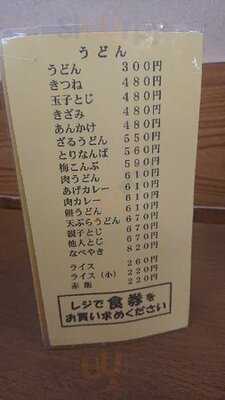 うどん
うどん 300円
きつね 480円
玉子とじ 480円
きざみ 480円
あんかけ 480円
ざるうどん 550円
とりなんば 560円
梅こんぶ 590円
肉うどん 610円
あげカレー 610円
肉カレー 610円
鍋うどん 610円
天ぷらうどん 670円
親子とじ 670円
他人とじ 670円
なべやき 820円
ライス 260円
ライス(小) 220円
赤飯 220円
レジで食券を
お買い求めください